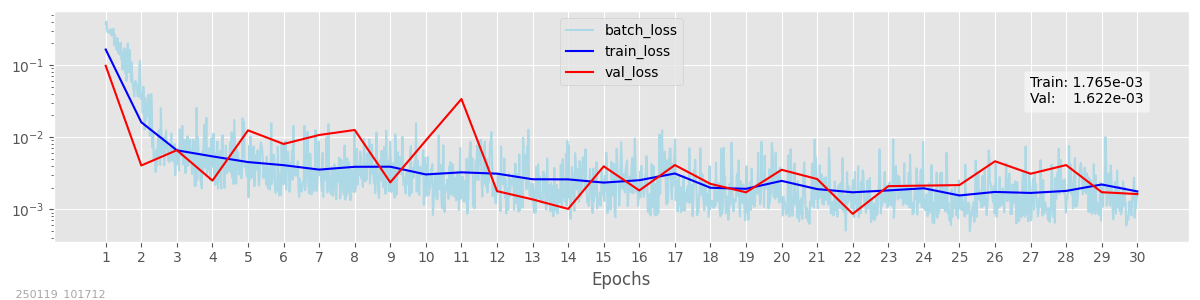 batch_loss
train_loss
val_loss
Train: 1.765e-03
Val: 1.622e-03
10⁻¹
10⁻²
10⁻³
1 2 3 4 5 6 7 8 9 10 11 12 13 14 15 16 17 18 19 20 21 22 23 24 25 26 27 28 29 30
Epochs
250119_101712